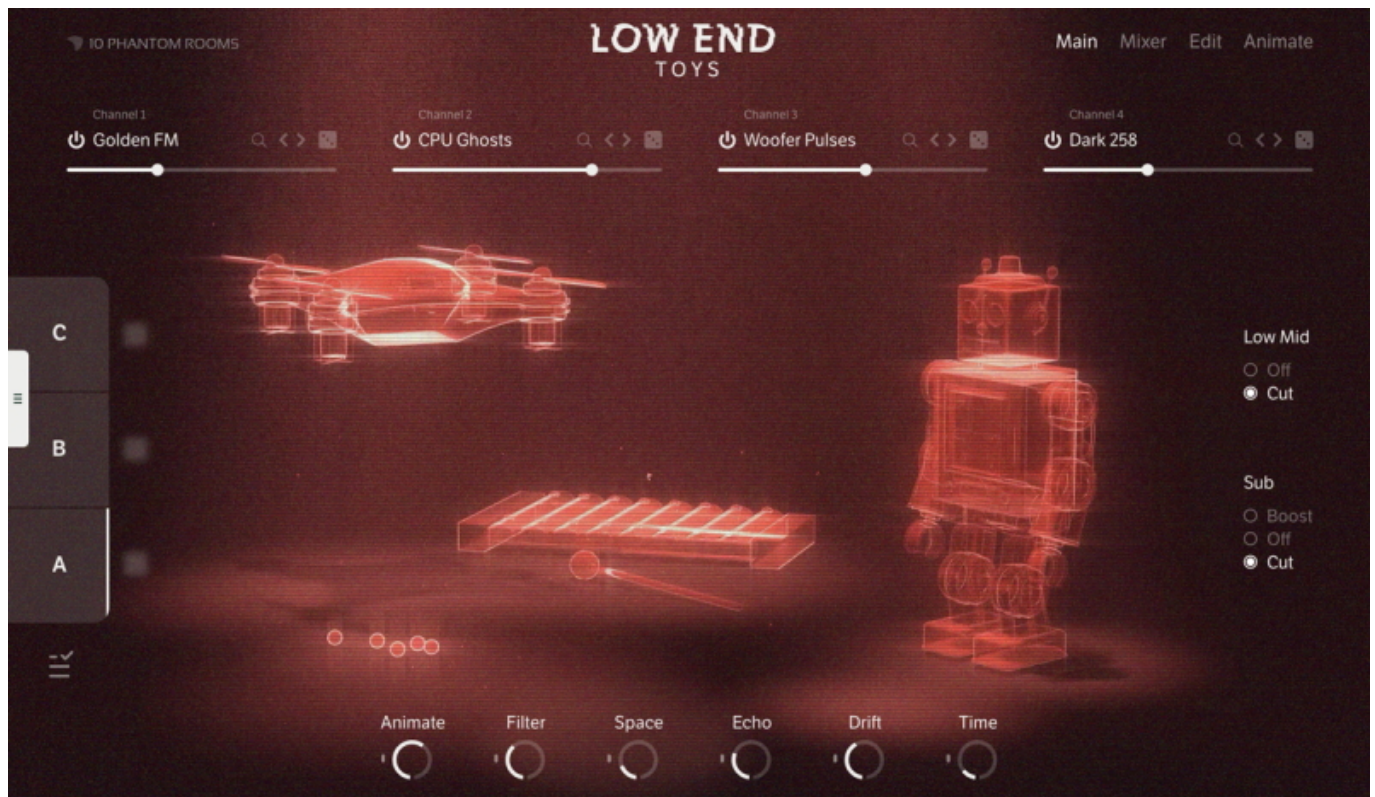 10 PHANTOM ROOMS
LOW END
TOYS
Main Mixer Edit Animate
Channel 1 Channel 2 Channel 3 Channel 4
Golden FM CPU Ghosts Woofer Pulses Dark 258
C
Low Mid
Off
Cut
B
Sub
Boost
Off
Cut
A
Animate Filter Space Echo Drift Time